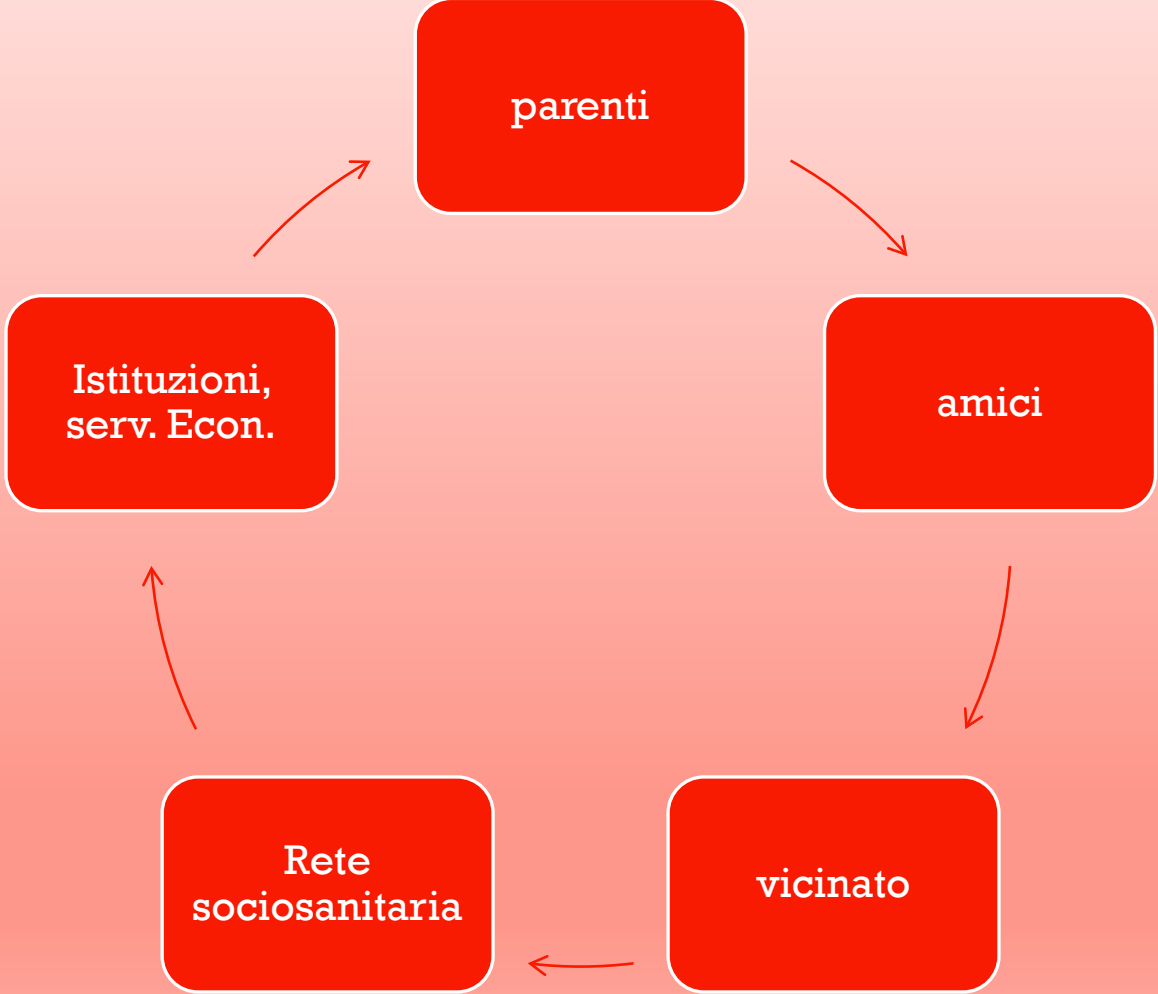 parenti
amici
vicinato
Rete
sociosanitaria
Istituzioni,
serv. Econ.